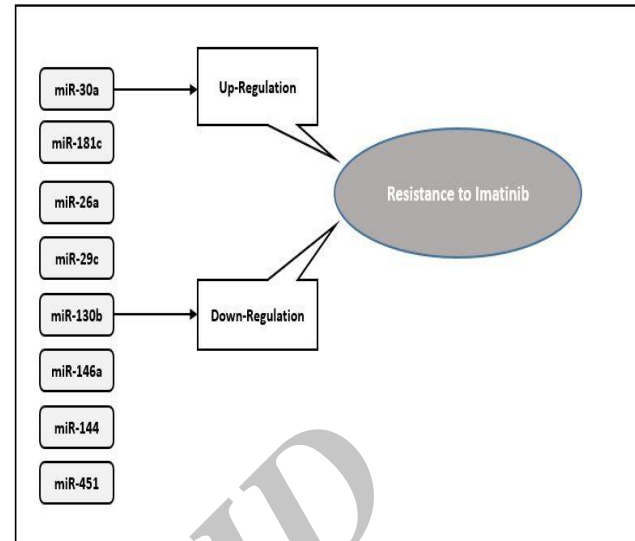 miR-30a
Up-Regulation
miR-181c
Resistance to Imatinib
miR-26a
miR-29c
miR-130b
Down-Regulation
miR-146a
miR-144
miR-451